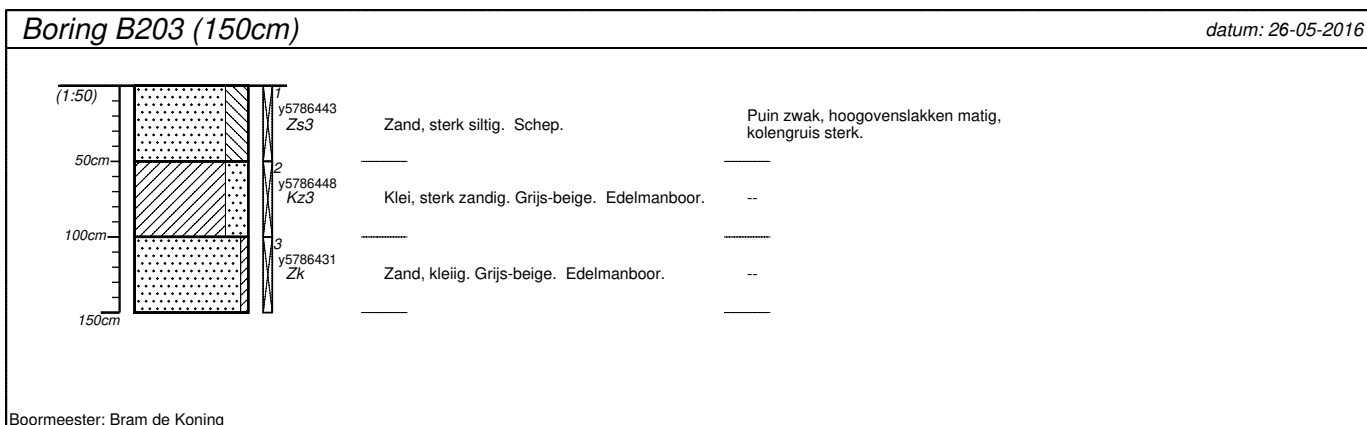 Boring B203 (150cm)
datum: 26-05-2016
(1:50)
1
y5786443
Zs3
Zand, sterk siltig. Schep.
Puin zwak, hoogovenslakken matig,
kolengruis sterk.
50cm
2
y5786448
Kz3
Klei, sterk zandig. Grijs-beige. Edelmanboor.
--
100cm
3
y5786431
Zk
Zand, kleiig. Grijs-beige. Edelmanboor.
--
150cm
Boormeester: Bram de Koning